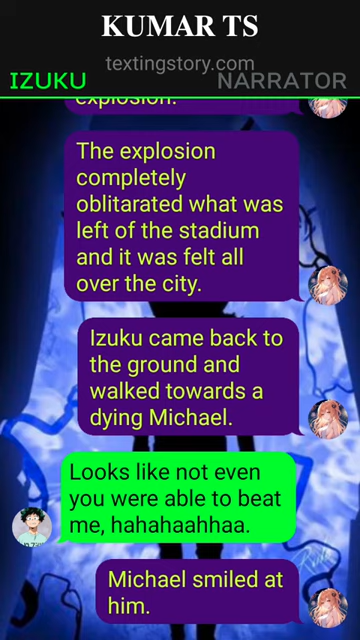 KUMAR TS
textingstory.com
IZUKU NARRATOR
explosion.
The explosion
completely
oblitarated what was
left of the stadium
and it was felt all
over the city.
Izuku came back to
the ground and
walked towards a
dying Michael.
Looks like not even
you were able to beat
me, hahahaahhaa.
Michael smiled at
him.